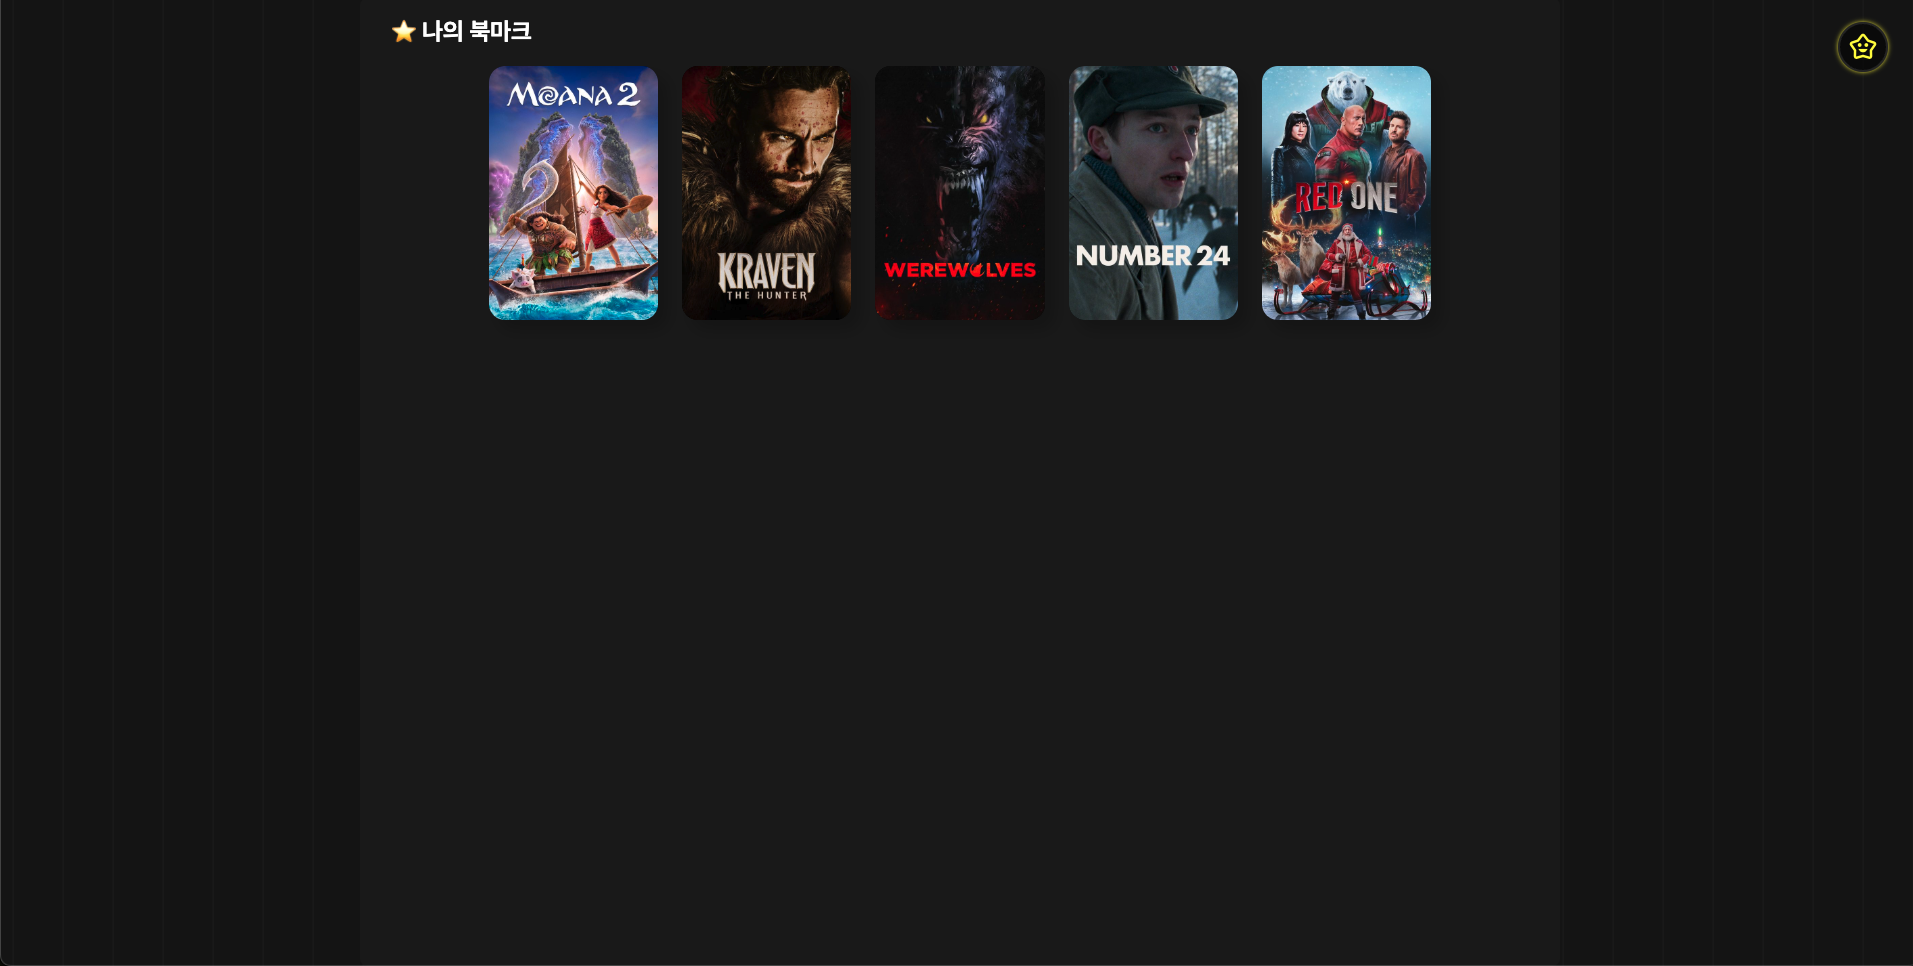 나의 북마크
MOANA 2
KRAVEN
THE HUNTER
WEREWOLVES
NUMBER 24
RED ONE